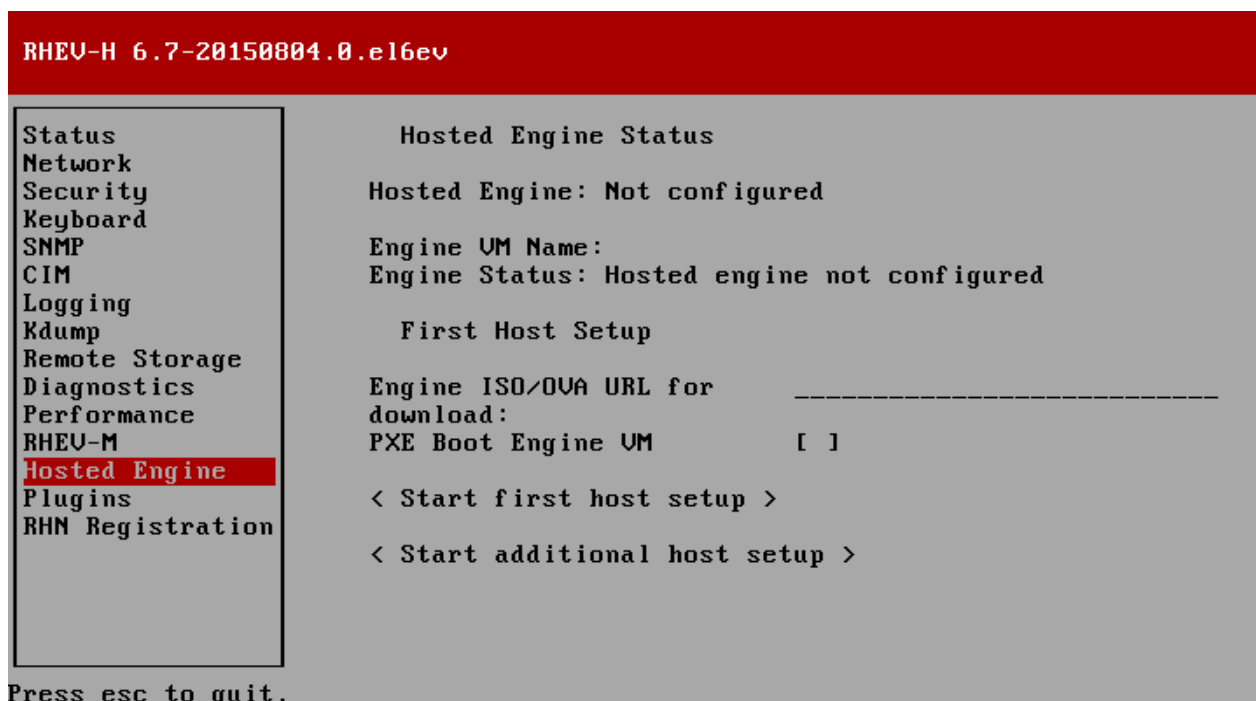 RHEV-H 6.7-20150804.0.el6ev
Status
Network
Security
Keyboard
SNMP
CIM
Logging
Kdump
Remote Storage
Diagnostics
Performance
RHEV-M
Hosted Engine
Plugins
RHN Registration
Hosted Engine Status
Hosted Engine: Not configured
Engine VM Name:
Engine Status: Hosted engine not configured
First Host Setup
Engine ISO/OVA URL for ___________________________
download:
PXE Boot Engine VM [ ]
< Start first host setup >
< Start additional host setup >
Press esc to quit.